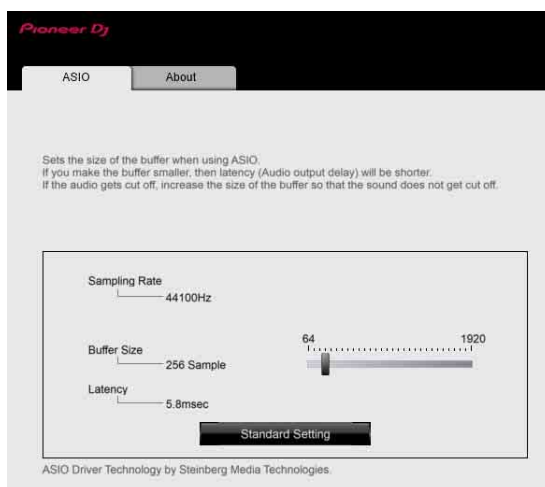 Pioneer Dj
ASIO
About
Sets the size of the buffer when using ASIO.
If you make the buffer smaller, then latency (Audio output delay) will be shorter.
If the audio gets cut off, increase the size of the buffer so that the sound does not get cut off.
Sampling Rate
44100Hz
64 1920
Buffer Size
256 Sample
Latency
5.8msec
Standard Setting
ASIO Driver Technology by Steinberg Media Technologies.